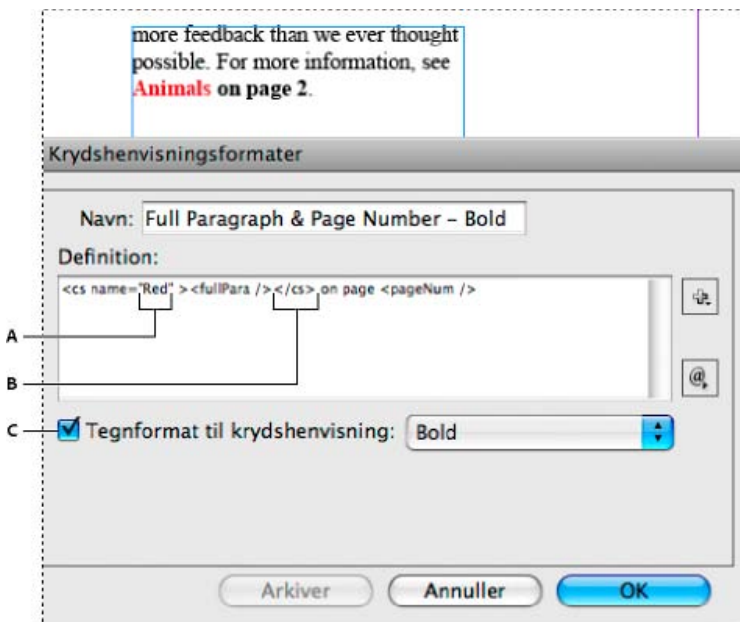 more feedback than we ever thought
possible. For more information, see
Animals on page 2.
Krydshenvisningsformater
Navn: Full Paragraph & Page Number – Bold
Definition:
<cs name="Red" ><fullPara /></cs> on page <pageNum />
A
B
C
Tegnformat til krydshenvisning: Bold
Arkiver Annuller OK